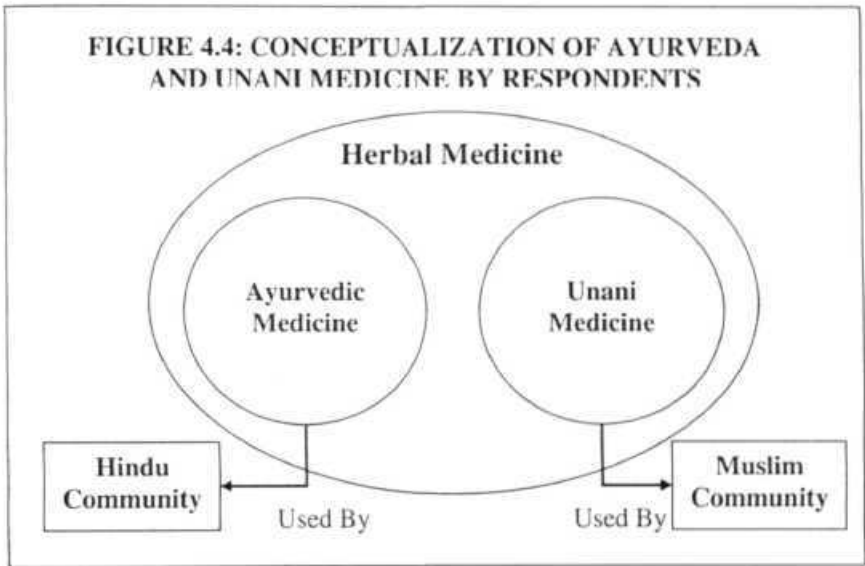 FIGURE 4.4: CONCEPTUALIZATION OF AYURVEDA
AND UNANI MEDICINE BY RESPONDENTS
Herbal Medicine
Ayurvedic
Medicine
Unani
Medicine
Hindu
Community
Used By
Used By
Muslim
Community